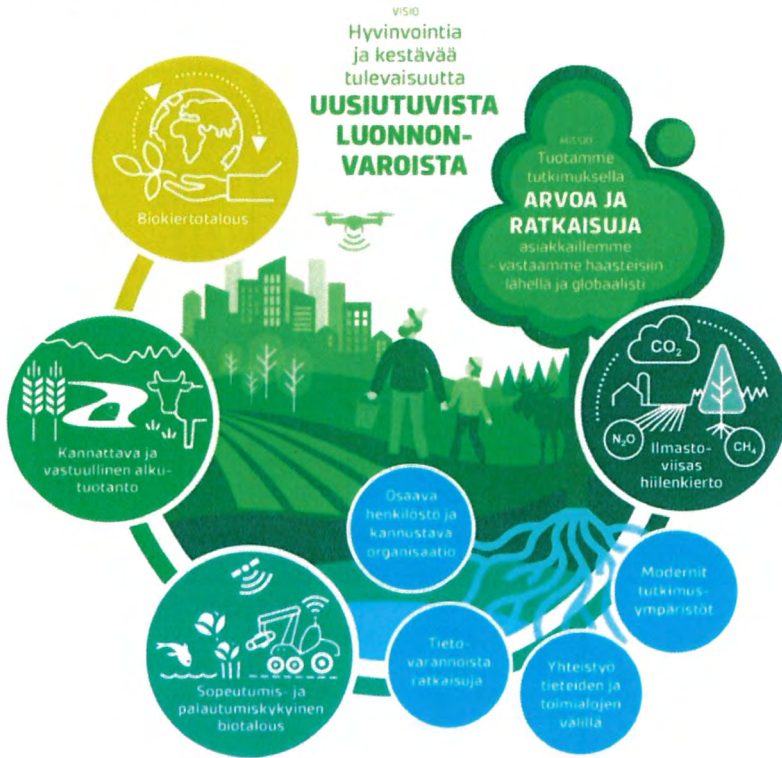 VISIO
Hyvinvointia
ja kestävää
tulevaisuutta
UUSIUTUVISTA
LUONNON-
VAROISTA
MISSIO
Tuotamme
tutkimuksella
ARVOA JA
RATKAISUJA
asiakkaillemme
- vastaamme haasteisiin
lähellä ja globaalisti
Biokiertotalous
Kannattava ja
vastuullinen alku-
tuotanto
CO2
N2O
CH4
Ilmasto-
viisas
hiilenkierto
Osaava
henkilöstö ja
kannustava
organisaatio
Modernit
tutkimus-
ympäristöt
Sopeutumis- ja
palautumiskykyinen
biotalous
Tieto-
varannoista
ratkaisuja
Yhteistyö
tieteiden ja
toimialojen
välillä